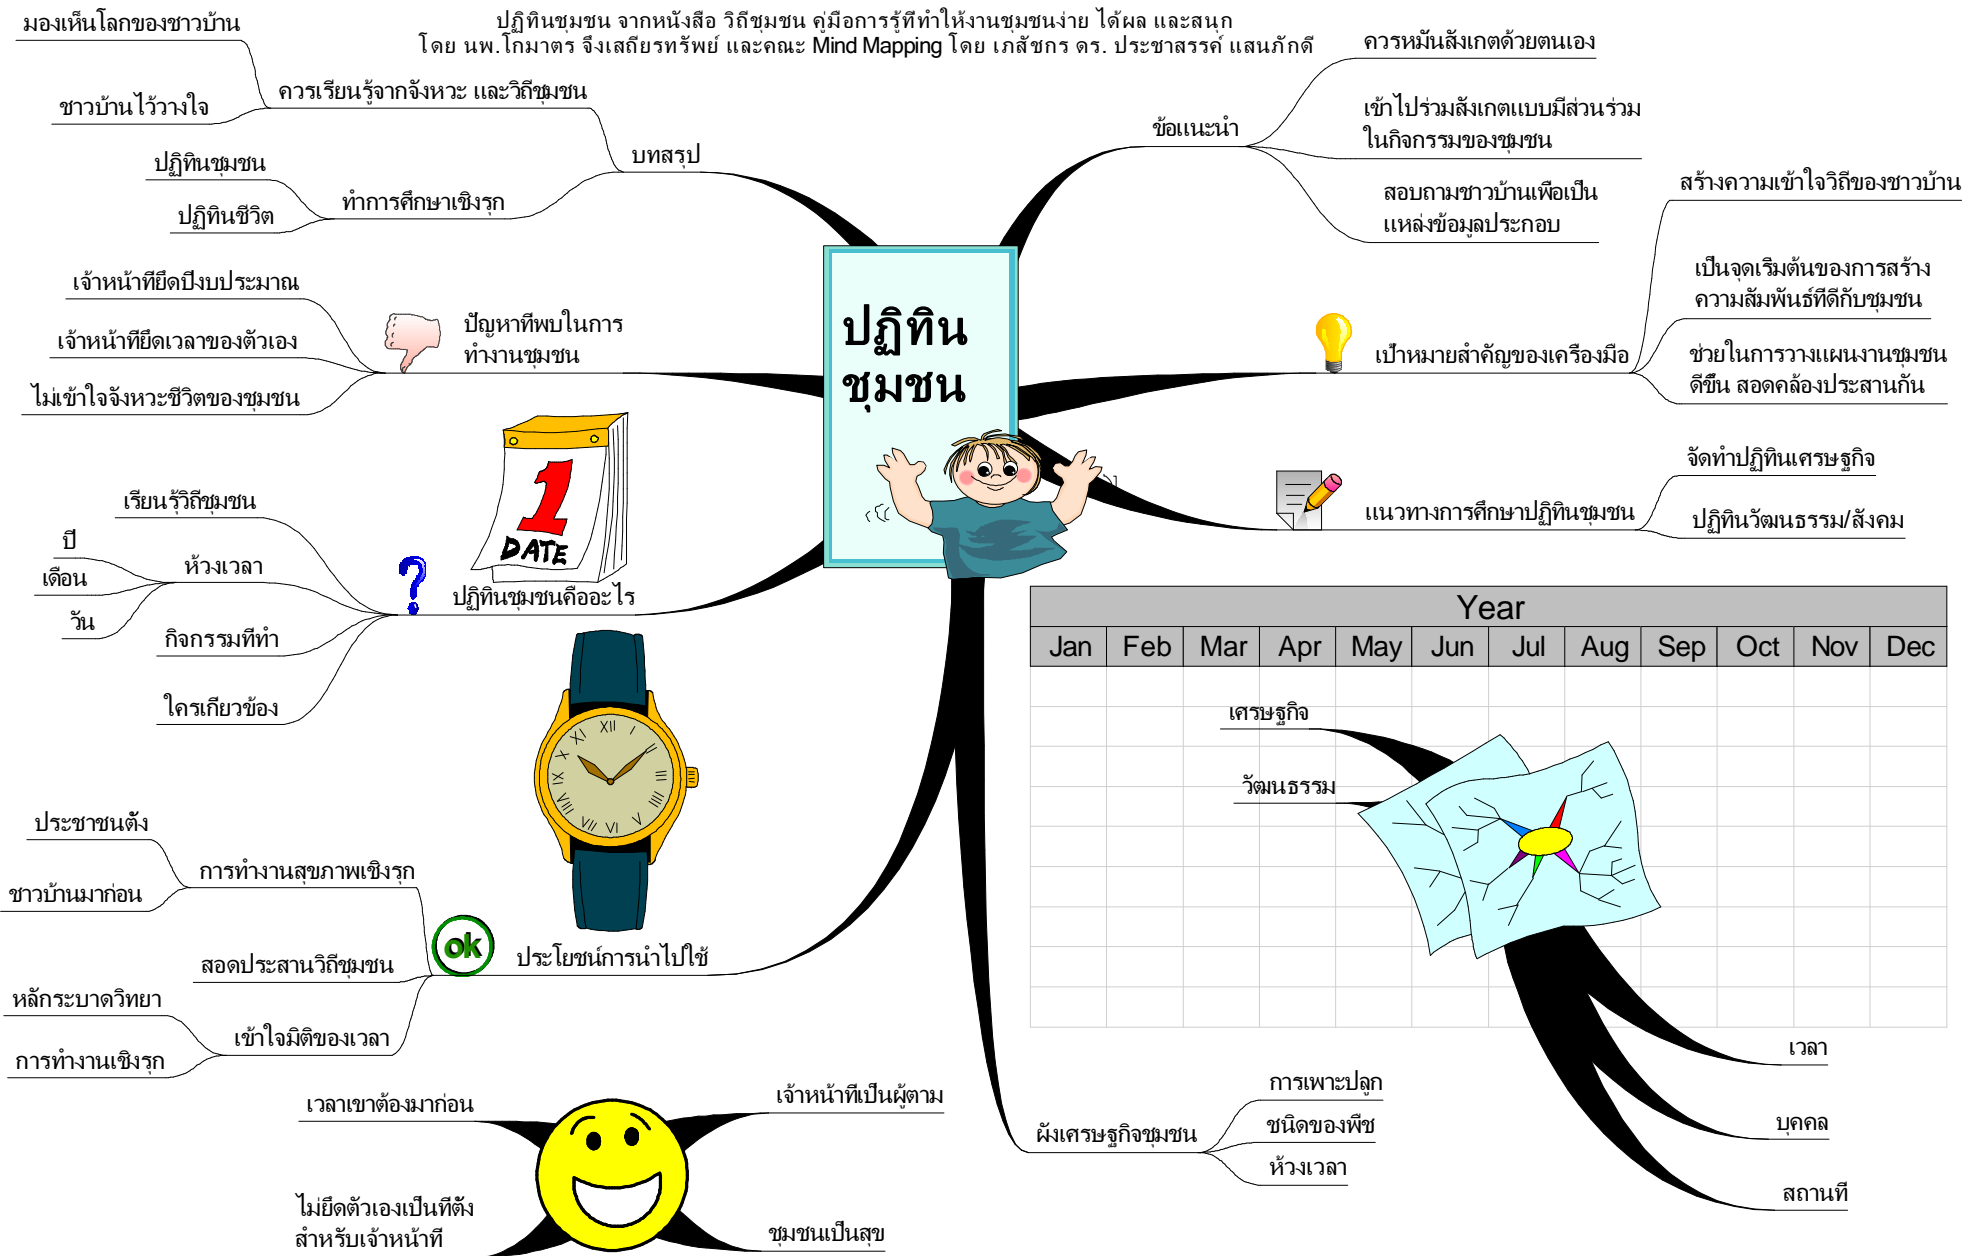 ปฏิทินชุมชน จากหนังสือ วิถีชุมชน คู่มือการรู้ที่ทำให้งานชุมชนง่าย ได้ผล และสนุก
โดย นพ.โกมาตร จึงเสถียรทรัพย์ และคณะ Mind Mapping โดย เภสัชกร ดร. ประชาสรรค์ แสนภักดี
ปฏิทิน
ชุมชน
บทสรุป
ควรเรียนรู้จากจังหวะ และวิถีชุมชน
มองเห็นโลกของชาวบ้าน
ชาวบ้านไว้วางใจ
ทำการศึกษาเชิงรุก
ปฏิทินชุมชน
ปฏิทินชีวิต
ปัญหาที่พบในการ
ทำงานชุมชน
เจ้าหน้าที่ยึดปีงบประมาณ
เจ้าหน้าที่ยึดเวลาของตัวเอง
ไม่เข้าใจจังหวะชีวิตของชุมชน
1
DATE
ปฏิทินชุมชนคืออะไร
เรียนรู้วิถีชุมชน
ห้วงเวลา
ปี
เดือน
วัน
กิจกรรมที่ทำ
ใครเกี่ยวข้อง
XII
I
II
III
IIII
V
VI
VII
VIII
IX
X
XI
ok
ประโยชน์การนำไปใช้
การทำงานสุขภาพเชิงรุก
ประชาชนตั้ง
ชาวบ้านมาก่อน
สอดประสานวิถีชุมชน
เข้าใจมิติของเวลา
หลักระบาดวิทยา
การทำงานเชิงรุก
เวลาเขาต้องมาก่อน
เจ้าหน้าที่เป็นผู้ตาม
ไม่ยึดตัวเองเป็นที่ตั้ง
สำหรับเจ้าหน้าที่
ชุมชนเป็นสุข
ข้อแนะนำ
ควรหมั่นสังเกตด้วยตนเอง
เข้าไปร่วมสังเกตแบบมีส่วนร่วม
ในกิจกรรมของชุมชน
สอบถามชาวบ้านเพื่อเป็น
แหล่งข้อมูลประกอบ
เป้าหมายสำคัญของเครื่องมือ
สร้างความเข้าใจวิถีของชาวบ้าน
เป็นจุดเริ่มต้นของการสร้าง
ความสัมพันธ์ที่ดีกับชุมชน
ช่วยในการวางแผนงานชุมชน
ดีขึ้น สอดคล้องประสานกัน
แนวทางการศึกษาปฏิทินชุมชน
จัดทำปฏิทินเศรษฐกิจ
ปฏิทินวัฒนธรรม/สังคม
Year
Jan Feb Mar Apr May Jun Jul Aug Sep Oct Nov Dec
เศรษฐกิจ
วัฒนธรรม
เวลา
บุคคล
สถานที่
ผังเศรษฐกิจชุมชน
การเพาะปลูก
ชนิดของพืช
ห้วงเวลา